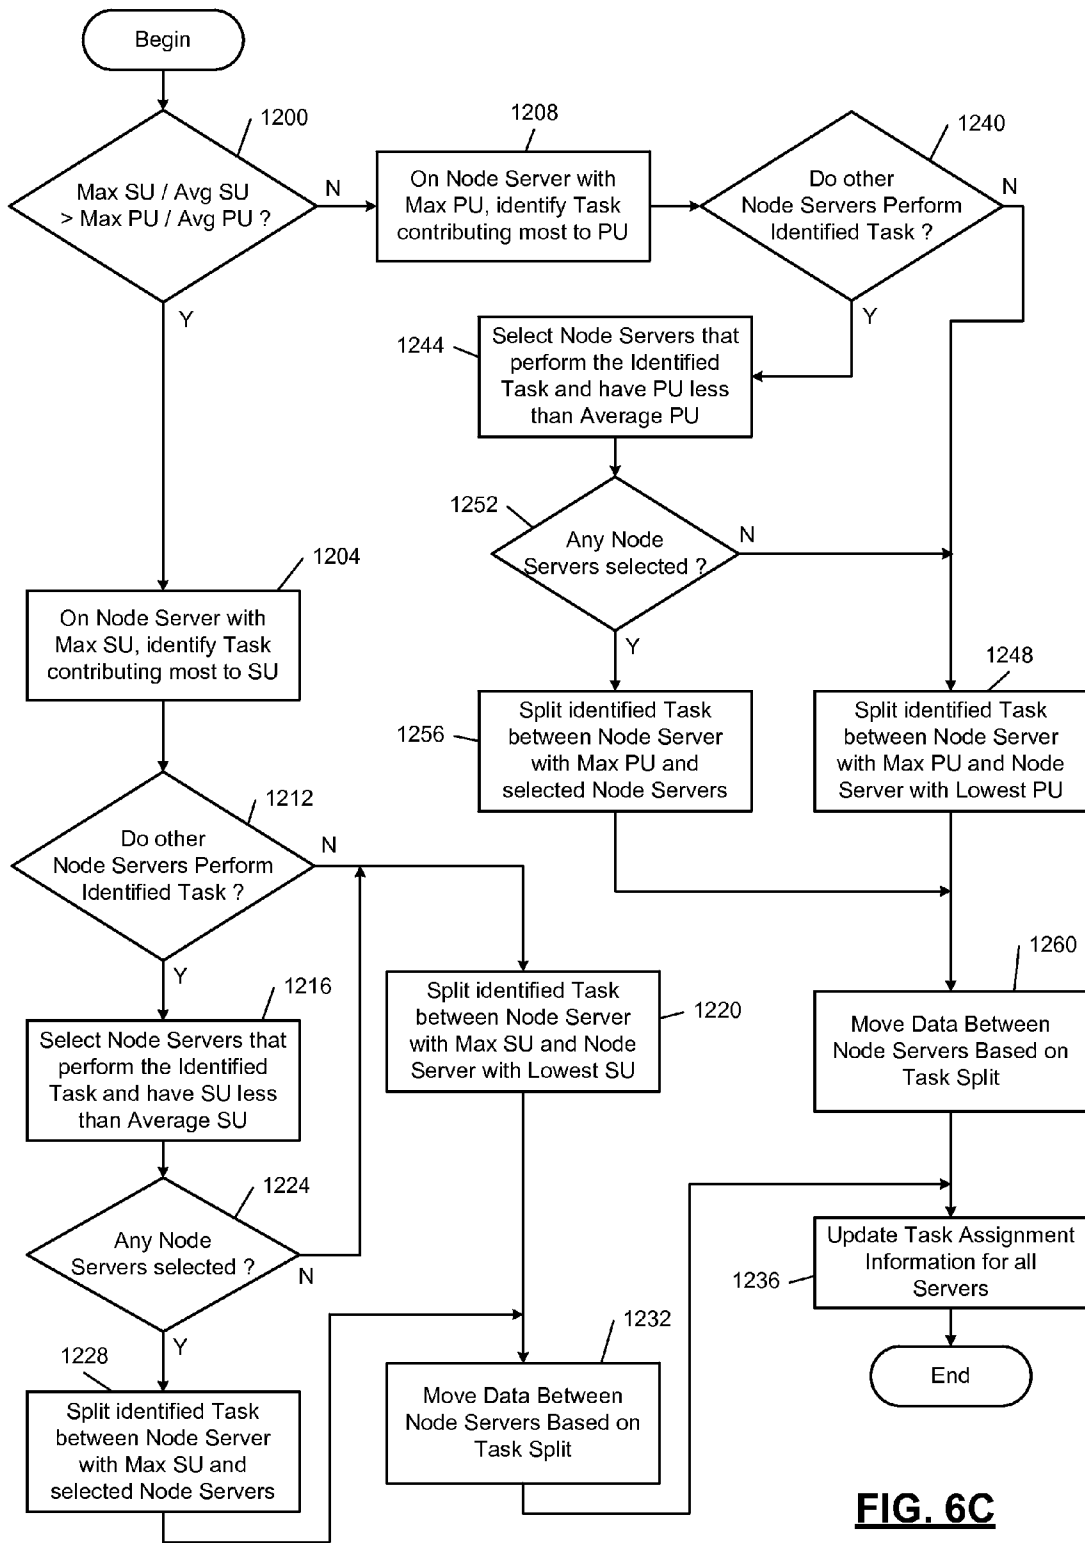 Begin
1200
Max SU / Avg SU
> Max PU / Avg PU ?
N
Y
1208
On Node Server with
Max PU, identify Task
contributing most to PU
1240
Do other
Node Servers Perform
Identified Task ?
N
Y
1244
Select Node Servers that
perform the Identified
Task and have PU less
than Average PU
1252
Any Node
Servers selected ?
N
Y
1204
On Node Server with
Max SU, identify Task
contributing most to SU
1256
Split identified Task
between Node Server
with Max PU and
selected Node Servers
1248
Split identified Task
between Node Server
with Max PU and Node
Server with Lowest PU
1212
Do other
Node Servers Perform
Identified Task ?
N
Y
1216
Select Node Servers that
perform the Identified
Task and have SU less
than Average SU
1220
Split identified Task
between Node Server
with Max SU and Node
Server with Lowest SU
1260
Move Data Between
Node Servers Based on
Task Split
1224
Any Node
Servers selected ?
N
Y
1228
Split identified Task
between Node Server
with Max SU and
selected Node Servers
1232
Move Data Between
Node Servers Based on
Task Split
1236
Update Task Assignment
Information for all
Servers
End
FIG. 6C